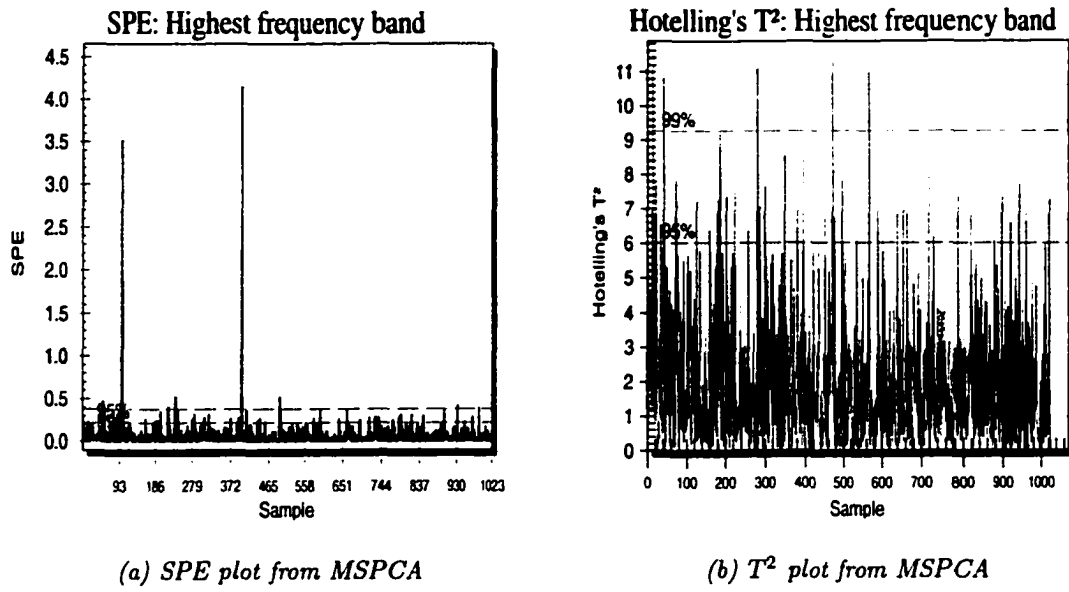 SPE: Highest frequency band
4.5
4.0
3.5
3.0
2.5
2.0
1.5
1.0
0.5
0.0
SPE
93 186 279 372 465 558 651 744 837 930 1023
Sample
(a) SPE plot from MSPCA
Hotelling's T²: Highest frequency band
11
10
9
8
7
6
5
4
3
2
1
0
99%
95%
Hotelling's T²
0 100 200 300 400 500 600 700 800 900 1000
Sample
(b) T² plot from MSPCA